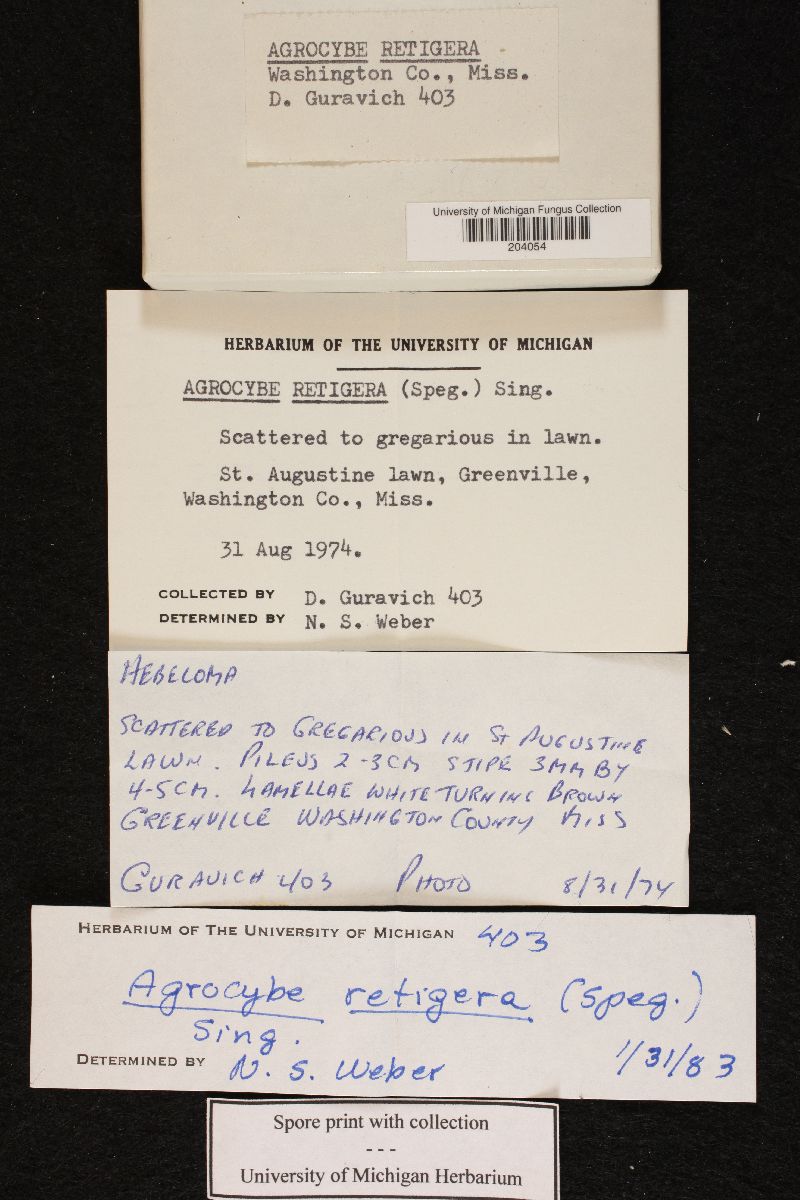 AGROCYBE RETIGERA
Washington Co., Miss.
D. Guravich 403
University of Michigan Fungus Collection
204054
HERBARIUM OF THE UNIVERSITY OF MICHIGAN
AGROCYBE RETIGERA (Speg.) Sing.
Scattered to gregarious in lawn.
St. Augustine lawn, Greenville,
Washington Co., Miss.
31 Aug 1974.
COLLECTED BY D. Guravich 403
DETERMINED BY N. S. Weber
HEBELOMA
SCATTERED TO GREGARIOUS IN ST AUGUSTINE
LAWN. PILEUS 2-3CM STIPE 3MM BY
4-5CM. LAMELLAE WHITE TURNING BROWN
GREENVILLE WASHINGTON COUNTY MISS
GURAVICH 403 PHOTO 8/31/74
HERBARIUM OF THE UNIVERSITY OF MICHIGAN 403
Agrocybe retigera (Speg.)
Sing.
DETERMINED BY N. S. Weber 1/31/83
Spore print with collection
---
University of Michigan Herbarium